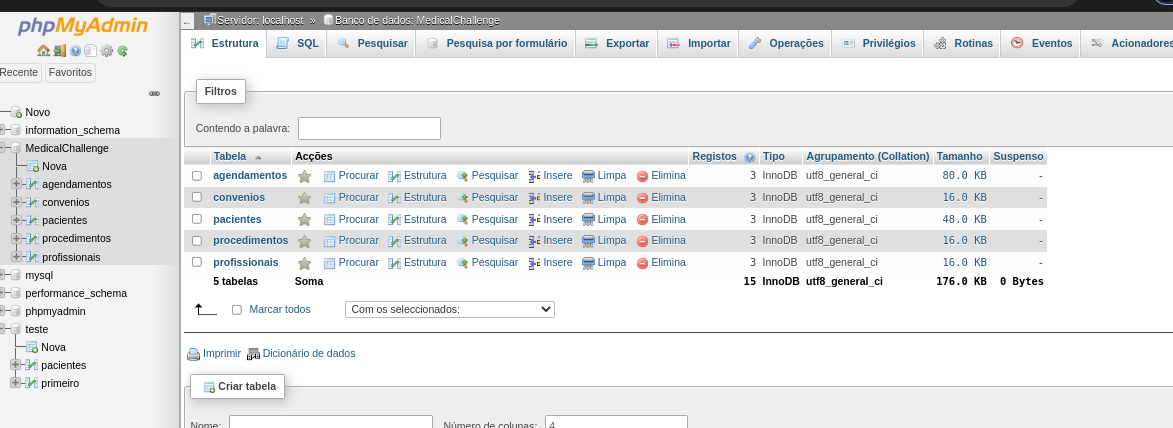 phpMyAdmin
Recente Favoritos
Novo
information_schema
MedicalChallenge
Nova
agendamentos
convenios
pacientes
procedimentos
profissionais
mysql
performance_schema
phpmyadmin
teste
Nova
pacientes
primeiro
Servidor: localhost » Banco de dados: MedicalChallenge
Estrutura SQL Pesquisar Pesquisa por formulário Exportar Importar Operações Privilégios Rotinas Eventos Acionadores
Filtros
Contendo a palavra:
Tabela Acções Registos Tipo Agrupamento (Collation) Tamanho Suspenso
agendamentos Procurar Estrutura Pesquisar Insere Limpa Elimina 3 InnoDB utf8_general_ci 80.0 KB -
convenios Procurar Estrutura Pesquisar Insere Limpa Elimina 3 InnoDB utf8_general_ci 16.0 KB -
pacientes Procurar Estrutura Pesquisar Insere Limpa Elimina 3 InnoDB utf8_general_ci 48.0 KB -
procedimentos Procurar Estrutura Pesquisar Insere Limpa Elimina 3 InnoDB utf8_general_ci 16.0 KB -
profissionais Procurar Estrutura Pesquisar Insere Limpa Elimina 3 InnoDB utf8_general_ci 16.0 KB -
5 tabelas Soma 15 InnoDB utf8_general_ci 176.0 KB 0 Bytes
Marcar todos Com os seleccionados:
Imprimir Dicionário de dados
Criar tabela
Nome: Número de colunas: 4